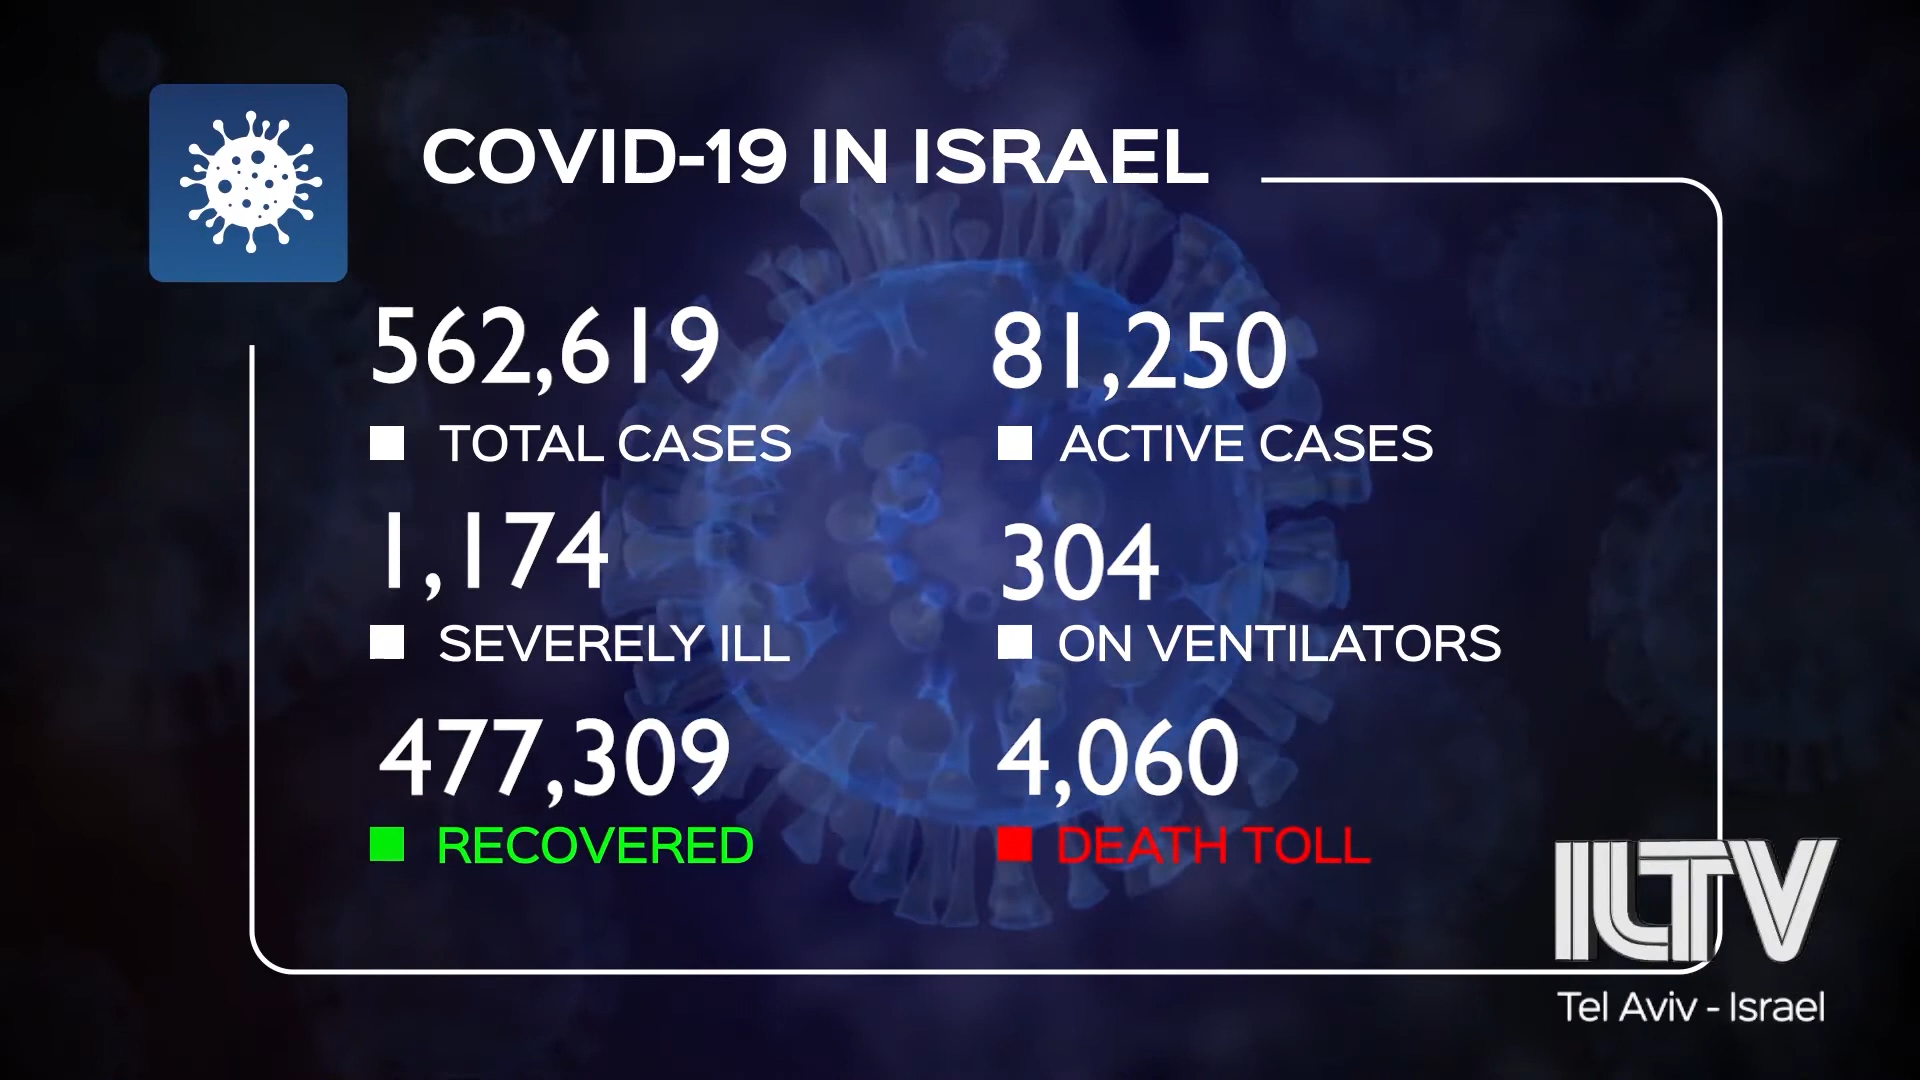 COVID-19 IN ISRAEL
562,619
TOTAL CASES
81,250
ACTIVE CASES
1,174
SEVERELY ILL
304
ON VENTILATORS
477,309
RECOVERED
4,060
DEATH TOLL
ILTV
Tel Aviv - Israel